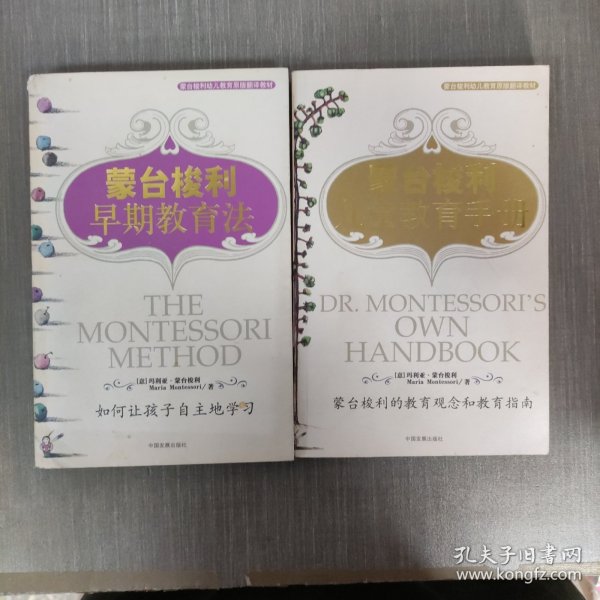 蒙台梭利幼儿教育原版翻译教材
蒙台梭利
早期教育法
THE
MONTESSORI
METHOD
[意]玛利亚·蒙台梭利
Maria Montessori/著
如何让孩子自主地学习
中国发展出版社
蒙台梭利幼儿教育原版翻译教材
蒙台梭利
教育手册
DR. MONTESSORI'S
OWN
HANDBOOK
[意]玛利亚·蒙台梭利
Maria Montessori/著
蒙台梭利的教育观念和教育指南
中国发展出版社
孔夫子旧书网
www.kongfz.com